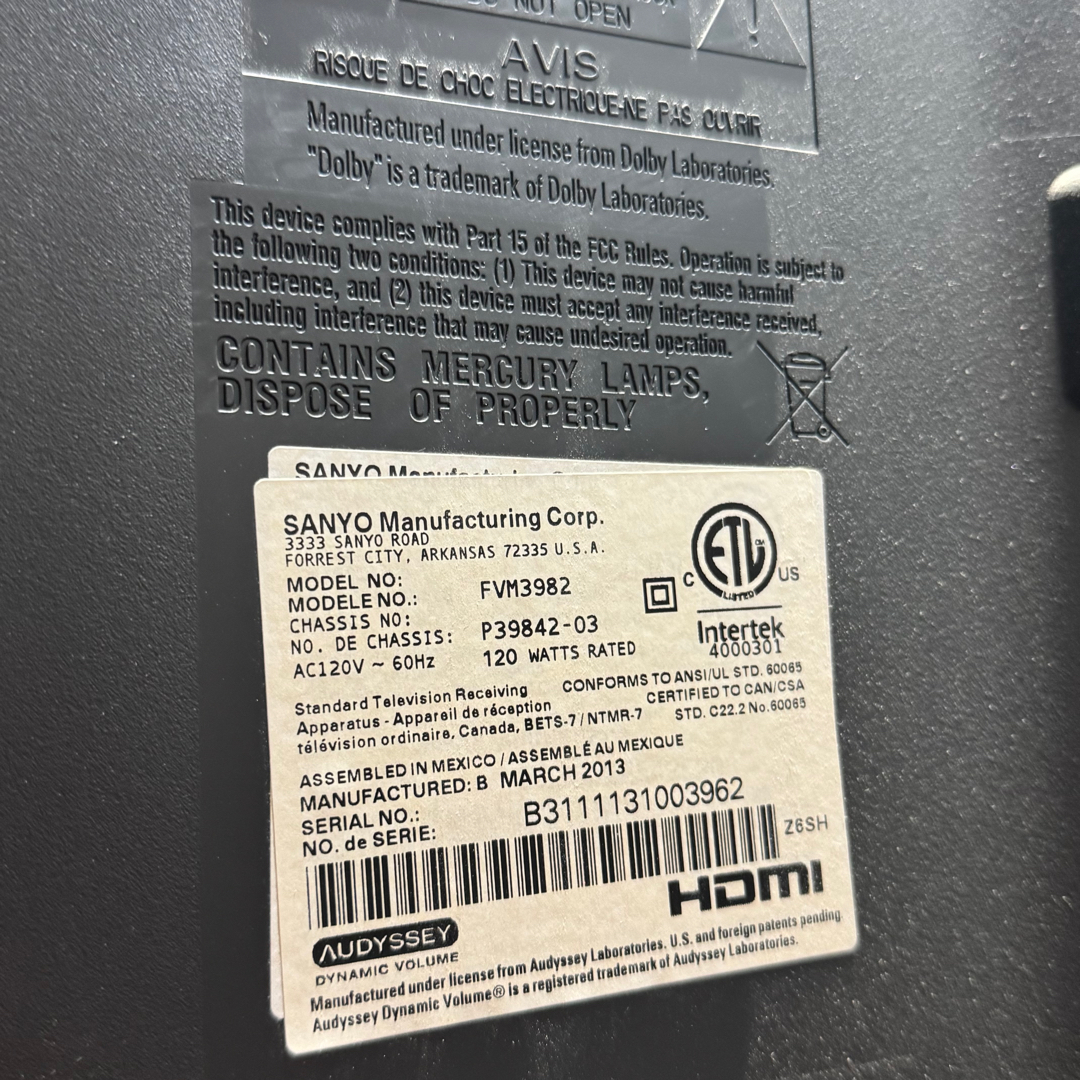 DO NOT OPEN
AVIS
RISQUE DE CHOC ELECTRIQUE-NE PAS OUVRIR
Manufactured under license from Dolby Laboratories.
"Dolby" is a trademark of Dolby Laboratories.
This device complies with Part 15 of the FCC Rules. Operation is subject to
the following two conditions: (1) This device may not cause harmful
interference, and (2) this device must accept any interference received,
including interference that may cause undesired operation.
CONTAINS MERCURY LAMPS,
DISPOSE OF PROPERLY
SANYO
SANYO Manufacturing Corp.
3333 SANYO ROAD
FORREST CITY, ARKANSAS 72335 U.S.A.
MODEL NO:
MODELE NO.: FVM3982
CHASSIS NO:
NO. DE CHASSIS: P39842-03
AC120V ~ 60Hz 120 WATTS RATED
C ETL CM US
LISTED
Intertek
4000301
CONFORMS TO ANSI/UL STD. 60065
CERTIFIED TO CAN/CSA
STD. C22.2 No.60065
Standard Television Receiving
Apparatus - Appareil de réception
télévision ordinaire, Canada, BETS-7 / NTMR-7
ASSEMBLED IN MEXICO / ASSEMBLÉ AU MEXIQUE
MANUFACTURED: B MARCH 2013
SERIAL NO.:
NO. de SERIE: B3111131003962
Z6SH
HDMI
AUDYSSEY
DYNAMIC VOLUME
Manufactured under license from Audyssey Laboratories. U.S. and foreign patents pending.
Audyssey Dynamic Volume® is a registered trademark of Audyssey Laboratories.